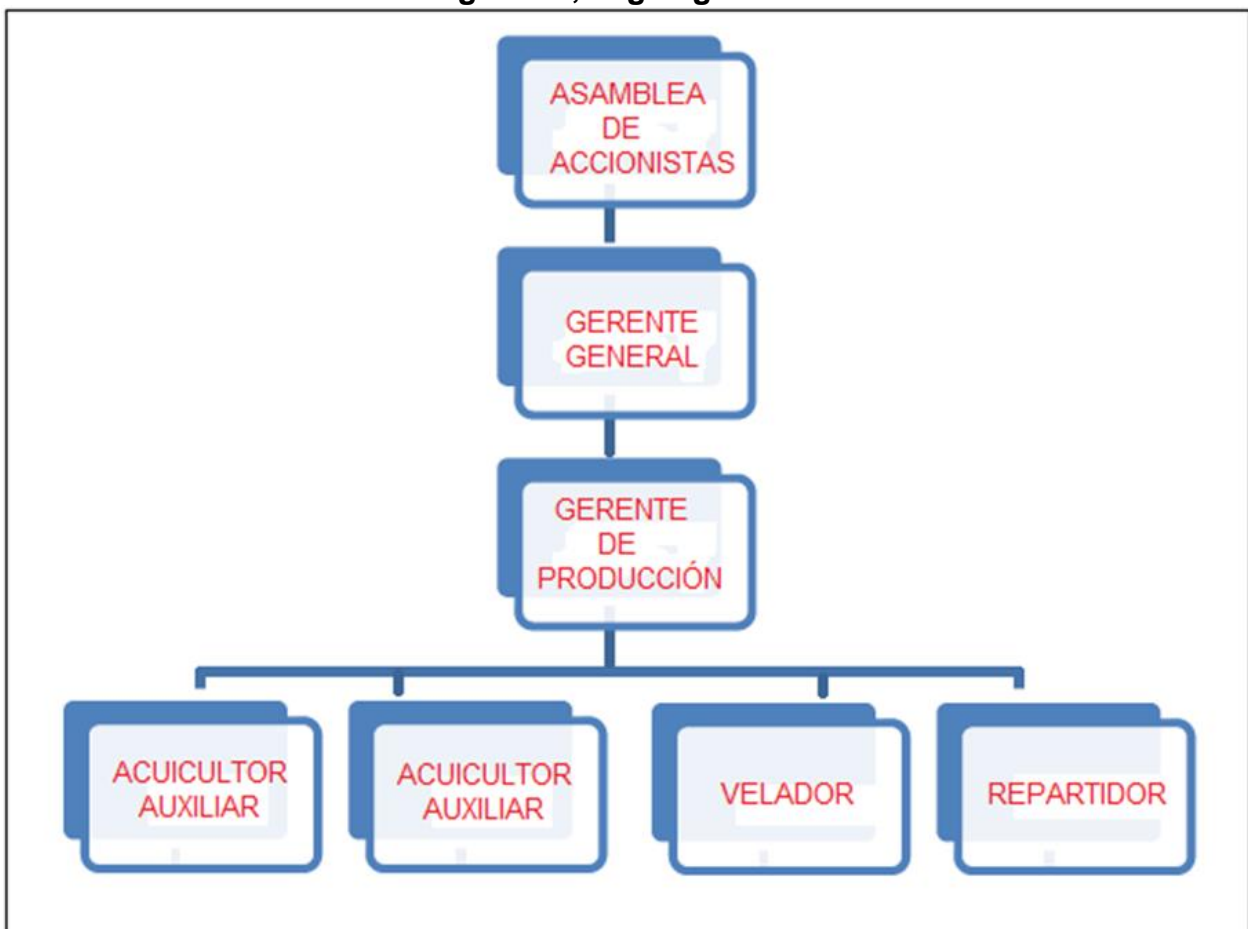 ASAMBLEA
DE
ACCIONISTAS
GERENTE
GENERAL
GERENTE
DE
PRODUCCIÓN
ACUICULTOR
AUXILIAR
ACUICULTOR
AUXILIAR
VELADOR
REPARTIDOR